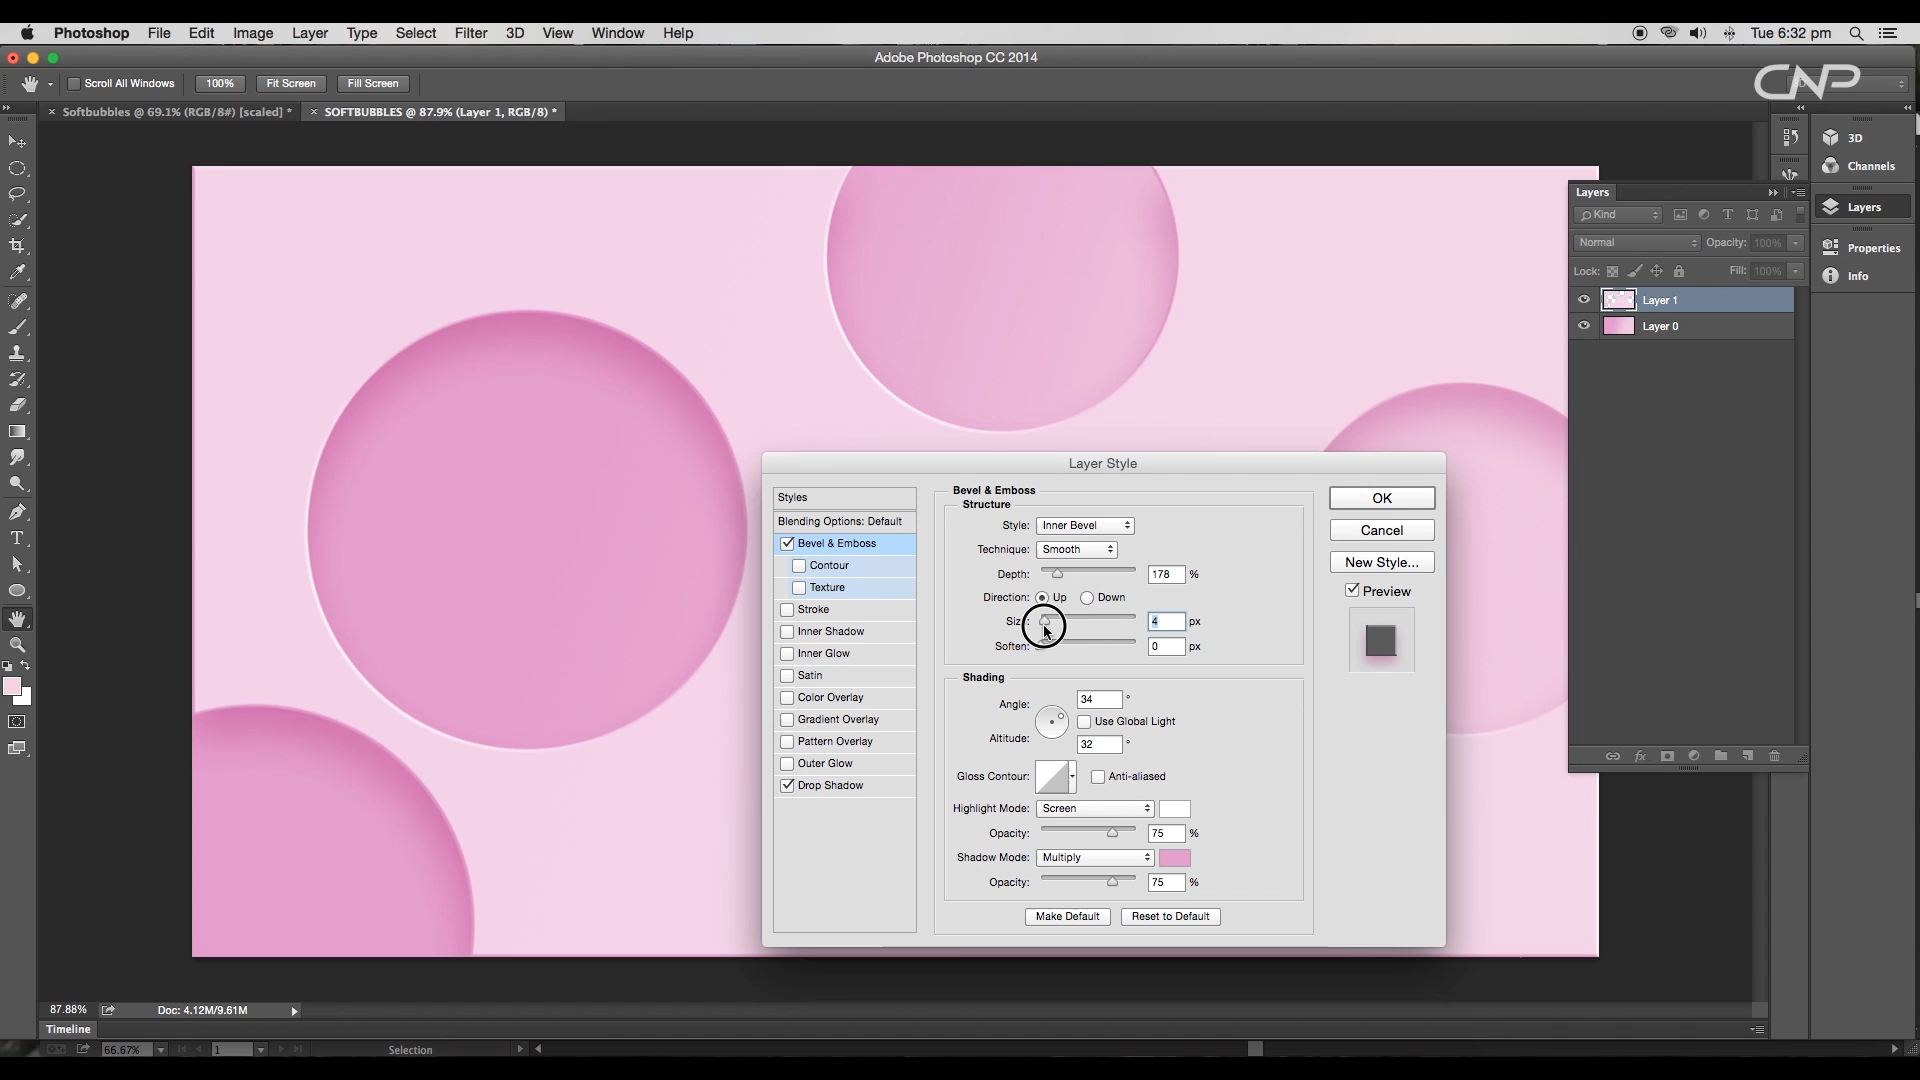 Photoshop File Edit Image Layer Type Select Filter 3D View Window Help Tue 6:32 pm
Adobe Photoshop CC 2014
Scroll All Windows 100% Fit Screen Fill Screen
CNP
× Softbubbles @ 69.1% (RGB/8#) [scaled] * × SOFTBUBBLES @ 87.9% (Layer 1, RGB/8) *
3D
Channels
Layers
Properties
Info
Layers
Kind
Normal Opacity: 100%
Lock: Fill: 100%
Layer 1
Layer 0
fx
Layer Style
Styles
Blending Options: Default
Bevel & Emboss
Contour
Texture
Stroke
Inner Shadow
Inner Glow
Satin
Color Overlay
Gradient Overlay
Pattern Overlay
Outer Glow
Drop Shadow
Bevel & Emboss
Structure
Style: Inner Bevel
Technique: Smooth
Depth: 178 %
Direction: Up Down
Size: 4 px
Soften: 0 px
Shading
Angle: 34 °
Use Global Light
Altitude: 32 °
Gloss Contour: Anti-aliased
Highlight Mode: Screen
Opacity: 75 %
Shadow Mode: Multiply
Opacity: 75 %
Make Default Reset to Default
OK
Cancel
New Style...
Preview
87.88% Doc: 4.12M/9.61M
Timeline
66.67% 1 Selection